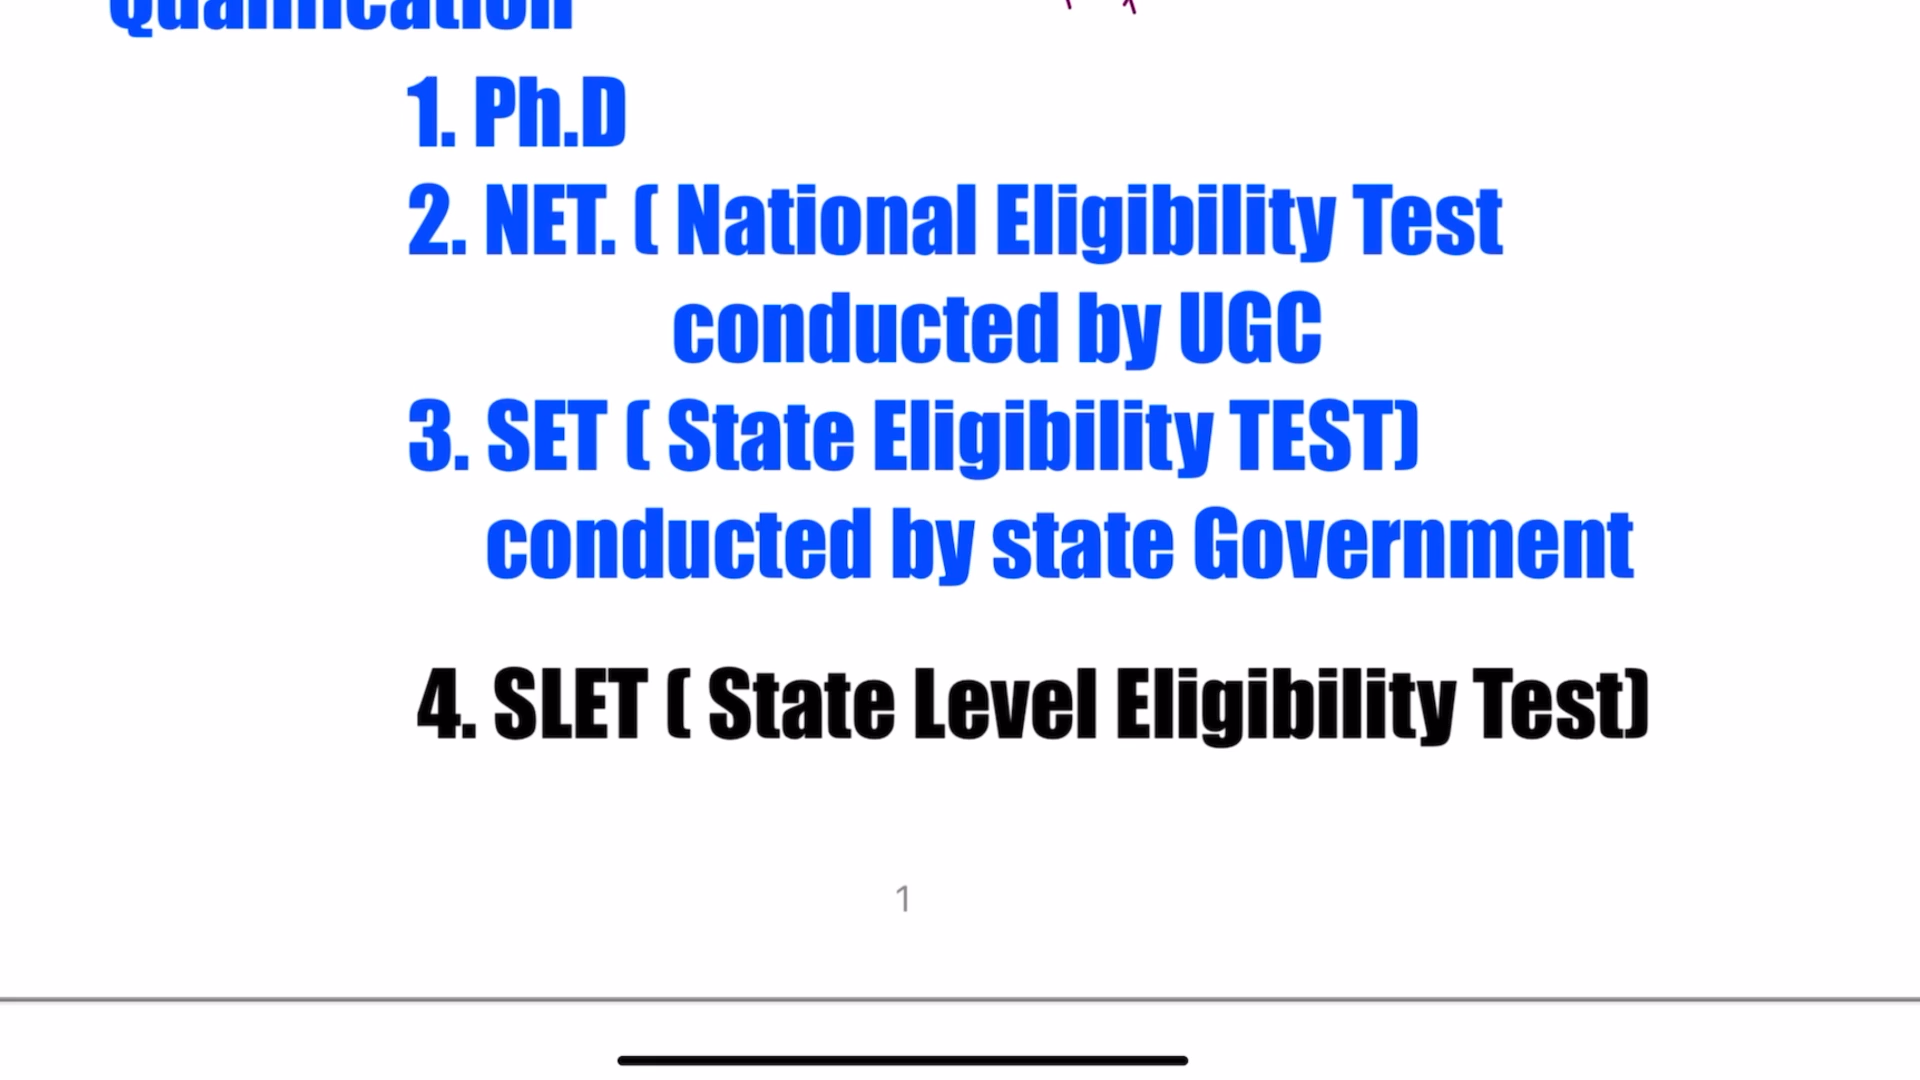 Qualification
1. Ph.D
2. NET. ( National Eligibility Test
conducted by UGC
3. SET ( State Eligibility TEST)
conducted by state Government
4. SLET ( State Level Eligibility Test)
1